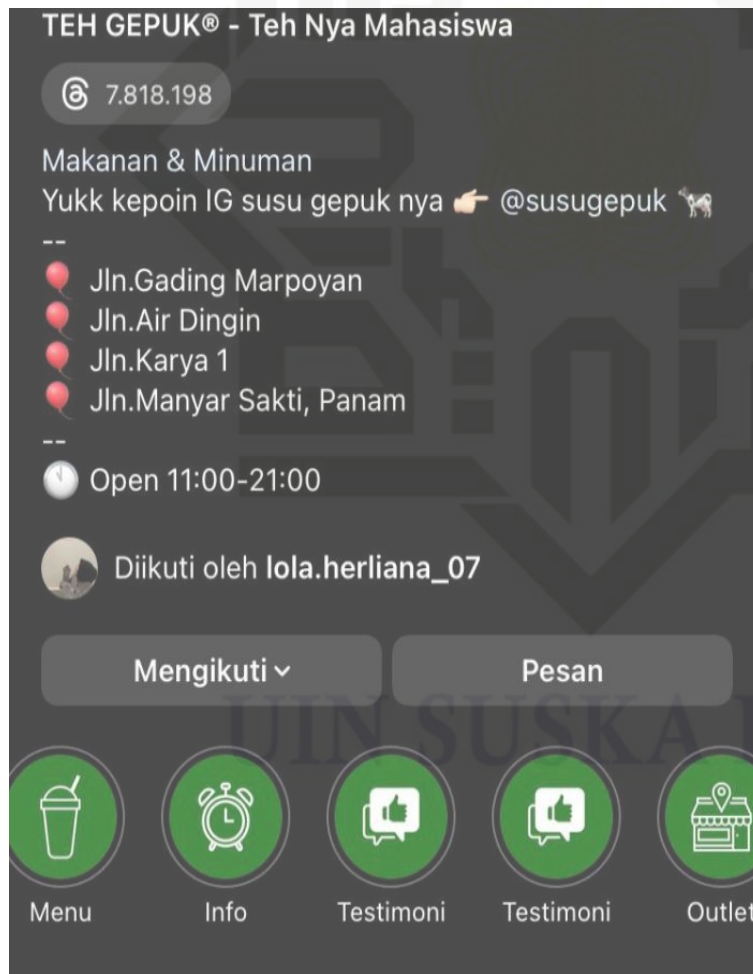 TEH GEPUK® - Teh Nya Mahasiswa
7.818.198
Makanan & Minuman
Yukk kepoin IG susu gepuk nya 👉🏻 @susugepuk 🐄
--
🎈 Jln.Gading Marpoyan
🎈 Jln.Air Dingin
🎈 Jln.Karya 1
🎈 Jln.Manyar Sakti, Panam
--
🕚 Open 11:00-21:00
Diikuti oleh lola.herliana_07
Mengikuti
Pesan
UIN SUSKA
Menu
Info
Testimoni
Testimoni
Outlet